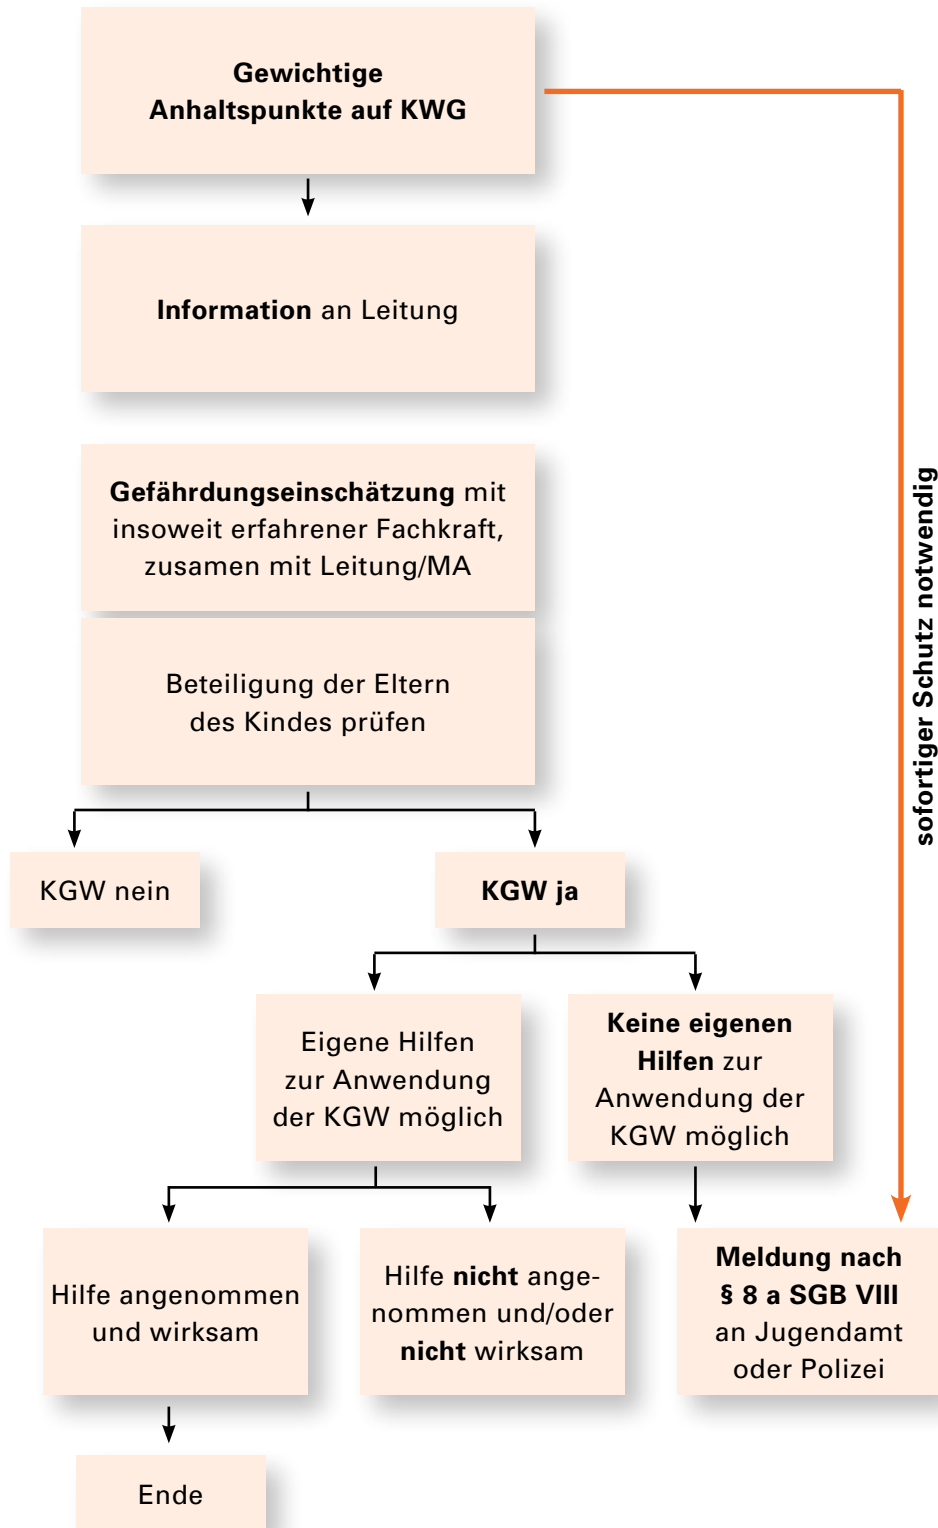 Gewichtige
Anhaltspunkte auf KWG
Information an Leitung
Gefährdungseinschätzung mit
insoweit erfahrener Fachkraft,
zusamen mit Leitung/MA
Beteiligung der Eltern
des Kindes prüfen
sofortiger Schutz notwendig
KGW nein
KGW ja
Eigene Hilfen
zur Anwendung
der KGW möglich
Keine eigenen
Hilfen zur
Anwendung der
KGW möglich
Hilfe angenommen
und wirksam
Hilfe nicht ange-
nommen und/oder
nicht wirksam
Meldung nach
§ 8 a SGB VIII
an Jugendamt
oder Polizei
Ende